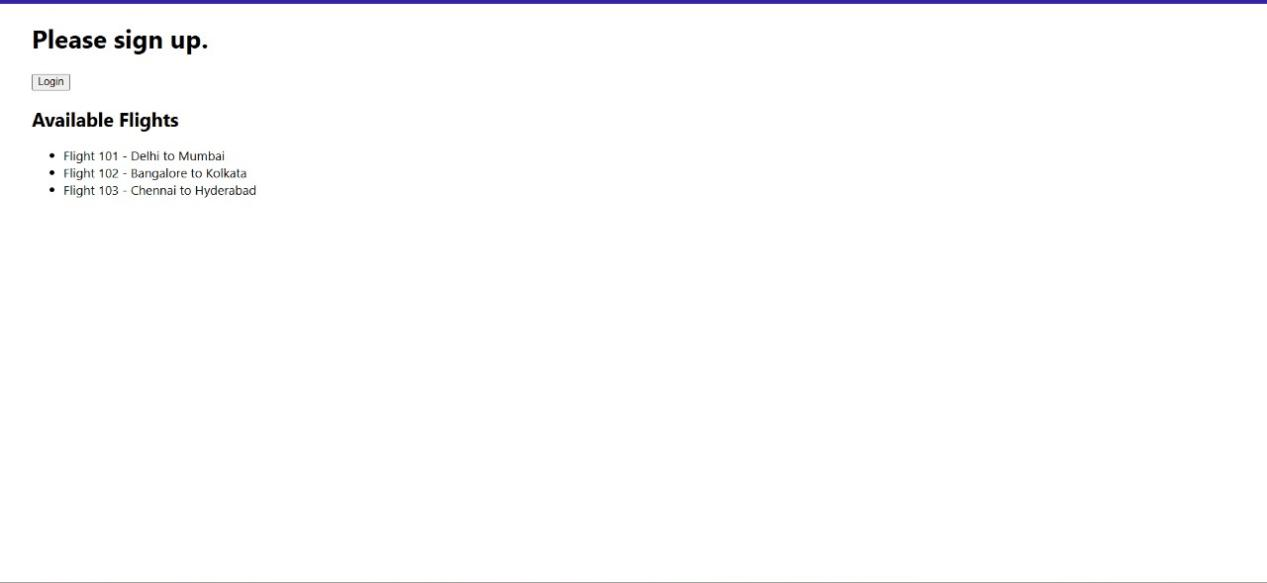 Please sign up.
Login
Available Flights
• Flight 101 - Delhi to Mumbai
• Flight 102 - Bangalore to Kolkata
• Flight 103 - Chennai to Hyderabad